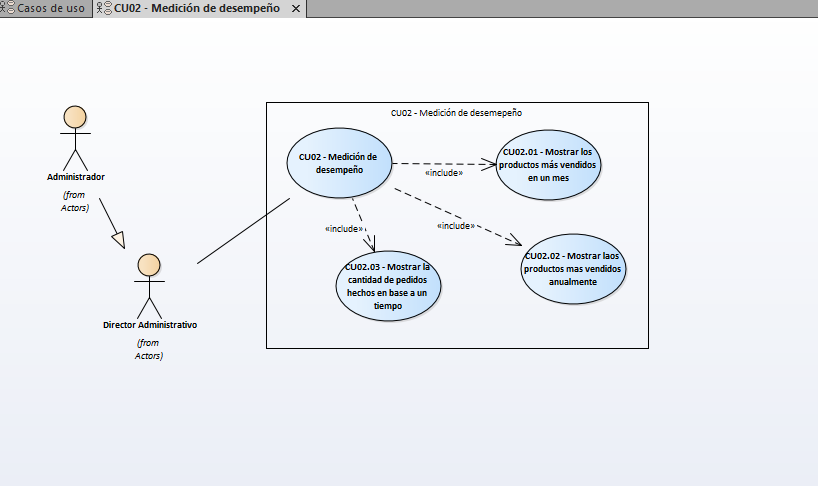 Casos de uso
CU02 - Medición de desempeño
CU02 - Medición de desemepeño
CU02 - Medición de
desempeño
CU02.01 - Mostrar los
productos más vendidos
en un mes
«include»
Administrador
(from
Actors)
«include»
«include»
CU02.03 - Mostrar la
cantidad de pedidos
hechos en base a un
tiempo
CU02.02 - Mostrar laos
productos mas vendidos
anualmente
Director Administrativo
(from
Actors)